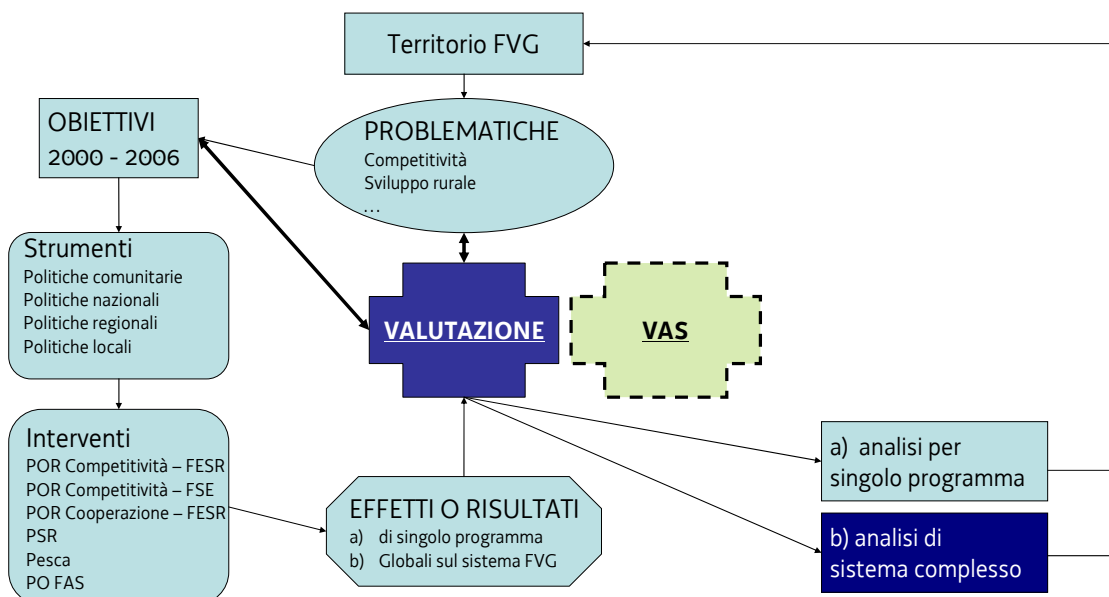 Territorio FVG
OBIETTIVI
2000 - 2006
PROBLEMATICHE
Competitività
Sviluppo rurale
…
Strumenti
Politiche comunitarie
Politiche nazionali
Politiche regionali
Politiche locali
VALUTAZIONE
VAS
Interventi
POR Competitività – FESR
POR Competitività – FSE
POR Cooperazione – FESR
PSR
Pesca
PO FAS
EFFETTI O RISULTATI
a) di singolo programma
b) Globali sul sistema FVG
a) analisi per
singolo programma
b) analisi di
sistema complesso